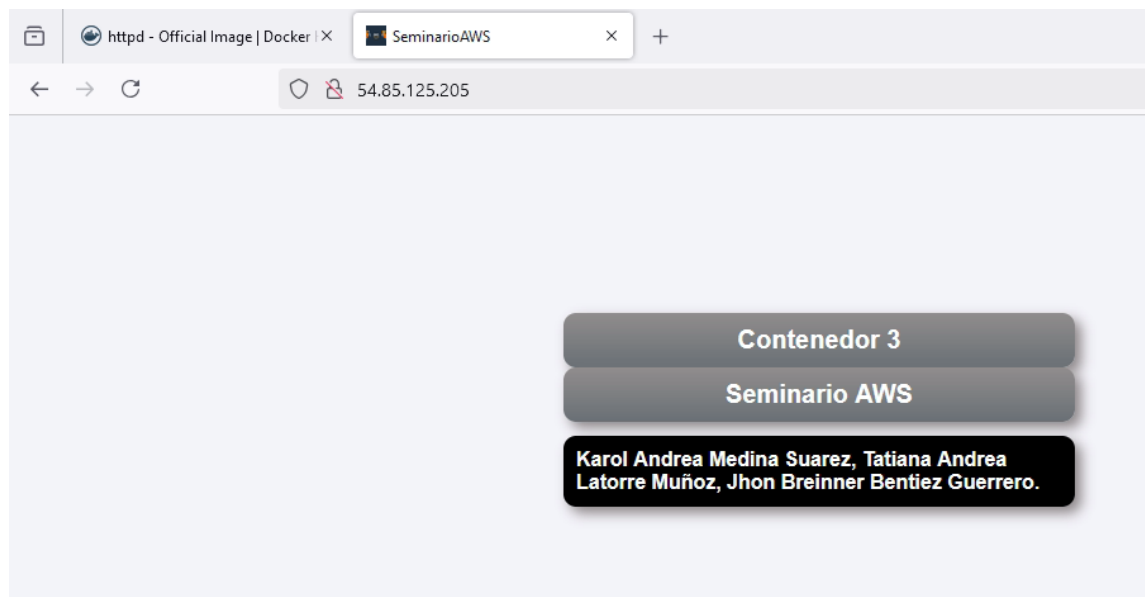 httpd - Official Image | Docker
SeminarioAWS
54.85.125.205
Contenedor 3
Seminario AWS
Karol Andrea Medina Suarez, Tatiana Andrea
Latorre Muñoz, Jhon Breinner Bentiez Guerrero.